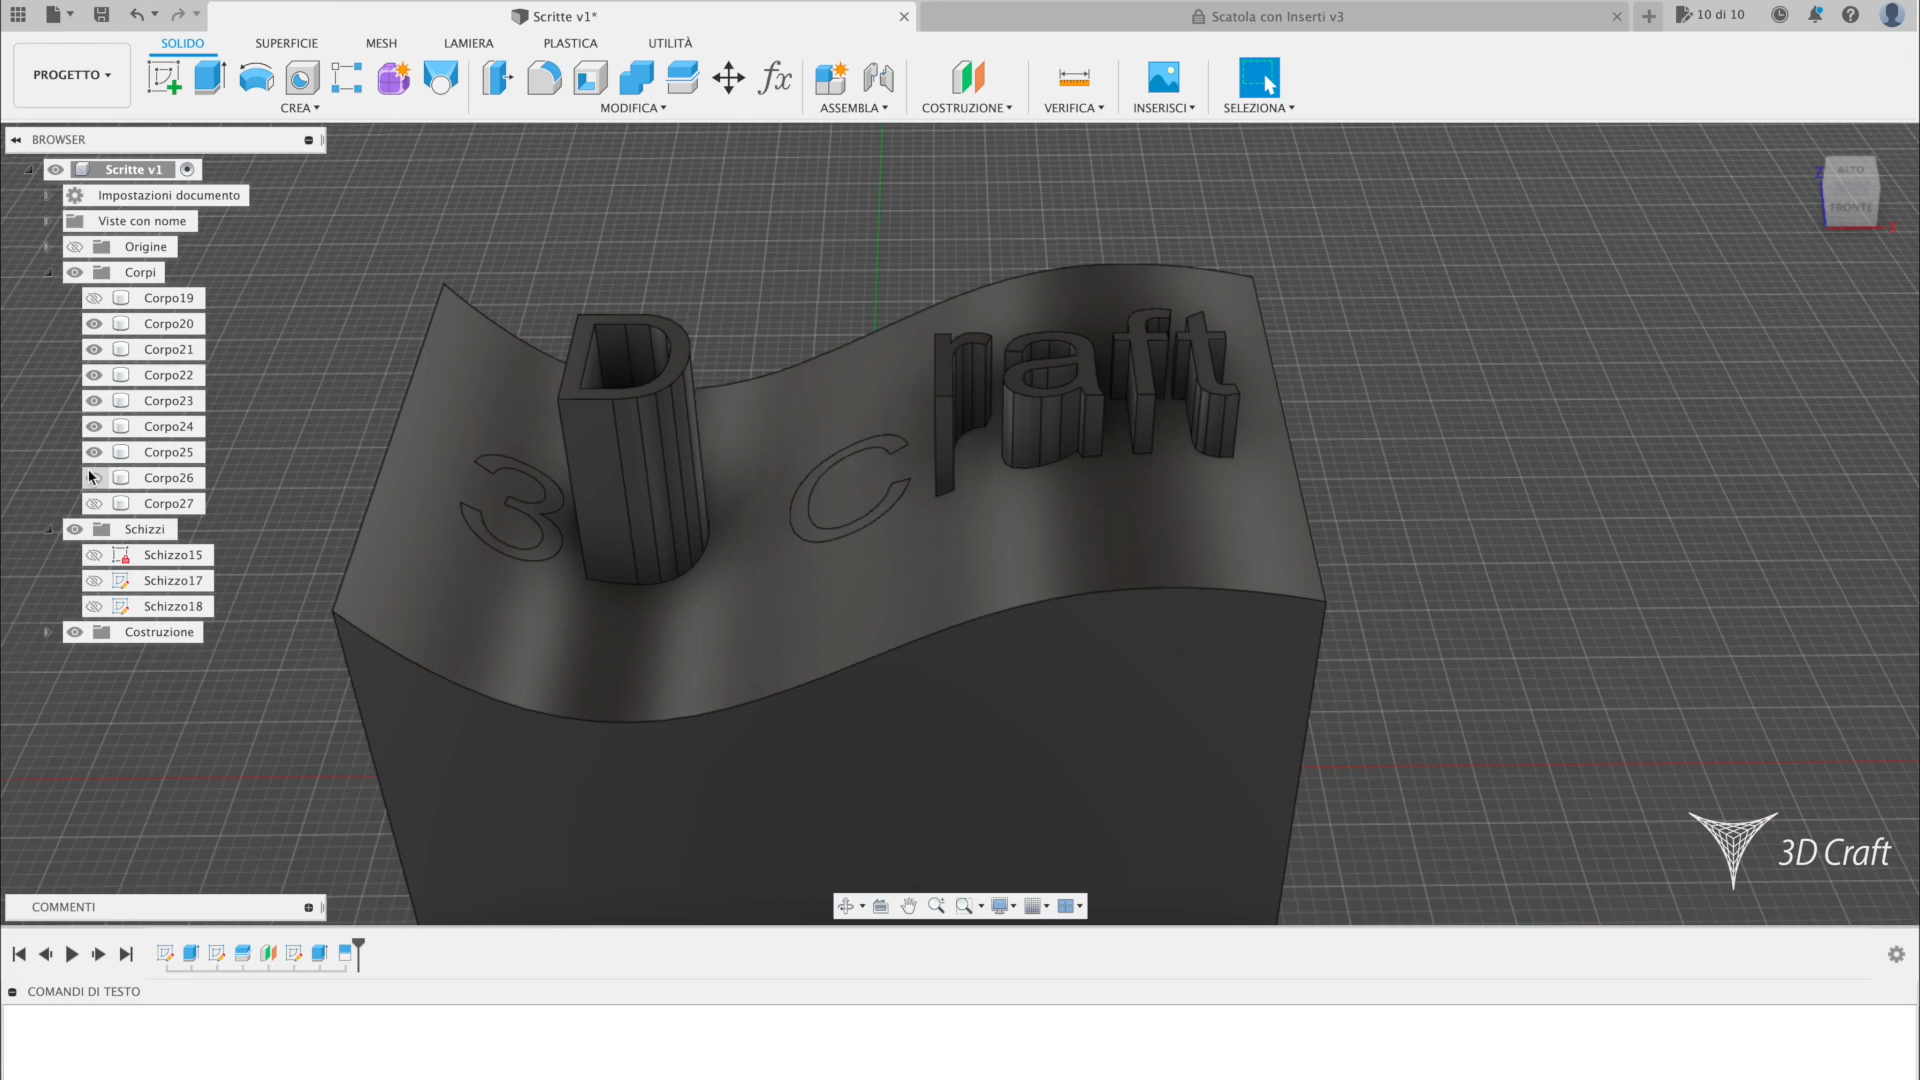 Scritte v1*
Scatola con Inserti v3
10 di 10
SOLIDO
SUPERFICIE
MESH
LAMIERA
PLASTICA
UTILITÀ
PROGETTO
fx
CREA
MODIFICA
ASSEMBLA
COSTRUZIONE
VERIFICA
INSERISCI
SELEZIONA
BROWSER
Scritte v1
Impostazioni documento
Viste con nome
Origine
Corpi
Corpo19
Corpo20
Corpo21
Corpo22
Corpo23
Corpo24
Corpo25
Corpo26
Corpo27
Schizzi
Schizzo15
Schizzo17
Schizzo18
Costruzione
ALTO
FRONTE
3D Craft
3D Craft
COMMENTI
COMANDI DI TESTO